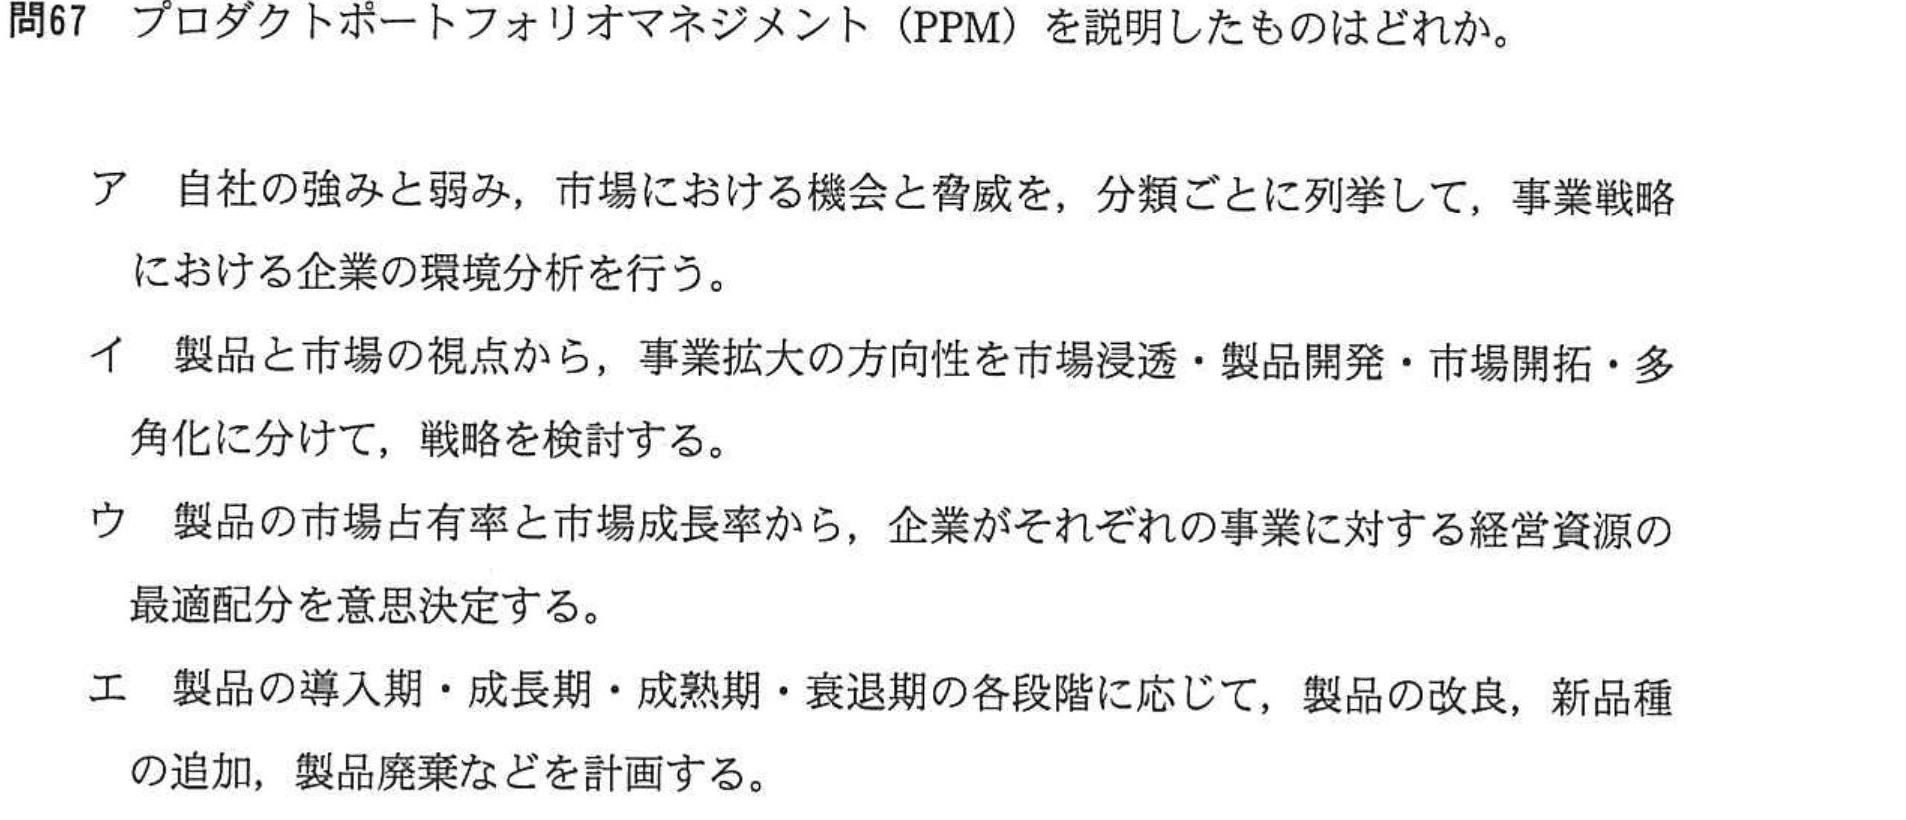 問67　プロダクトポートフォリオマネジメント（PPM）を説明したものはどれか。
ア　自社の強みと弱み，市場における機会と脅威を，分類ごとに列挙して，事業戦略
における企業の環境分析を行う。
イ　製品と市場の視点から，事業拡大の方向性を市場浸透・製品開発・市場開拓・多
角化に分けて，戦略を検討する。
ウ　製品の市場占有率と市場成長率から，企業がそれぞれの事業に対する経営資源の
最適配分を意思決定する。
エ　製品の導入期・成長期・成熟期・衰退期の各段階に応じて，製品の改良，新品種
の追加，製品廃棄などを計画する。